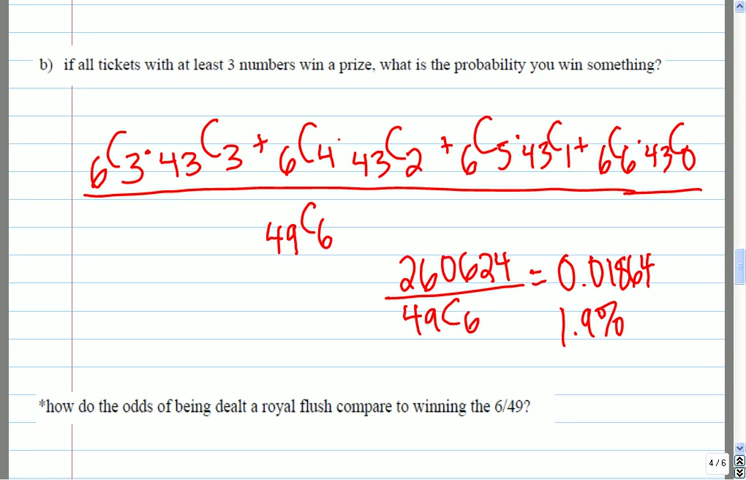 b) if all tickets with at least 3 numbers win a prize, what is the probability you win something?
6C3·43C3 + 6C4·43C2 + 6C5·43C1 + 6C6·43C0
49C6
260624 = 0.01864
49C6 1.9%
*how do the odds of being dealt a royal flush compare to winning the 6/49?
4 / 6